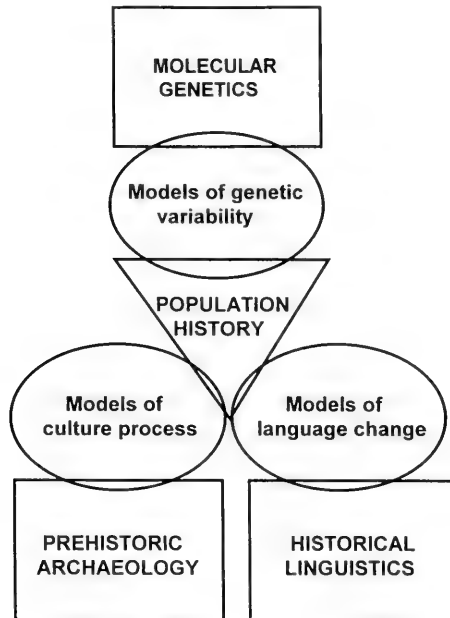 MOLECULAR
GENETICS
Models of genetic
variability
POPULATION
HISTORY
Models of
culture process
Models of
language change
PREHISTORIC
ARCHAEOLOGY
HISTORICAL
LINGUISTICS